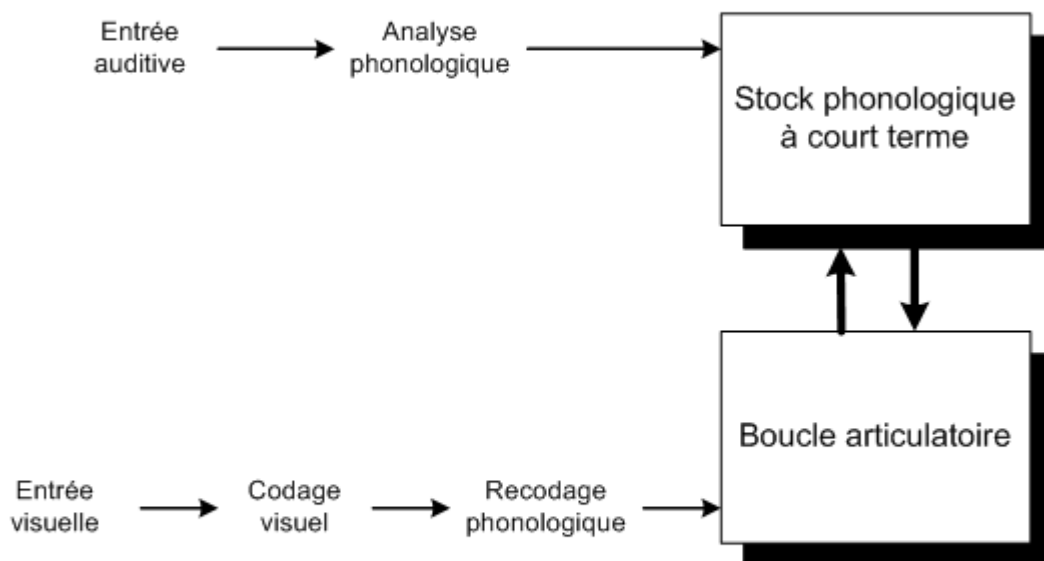 Entrée
auditive
Analyse
phonologique
Stock phonologique
à court terme
Boucle articulatoire
Entrée
visuelle
Codage
visuel
Recodage
phonologique